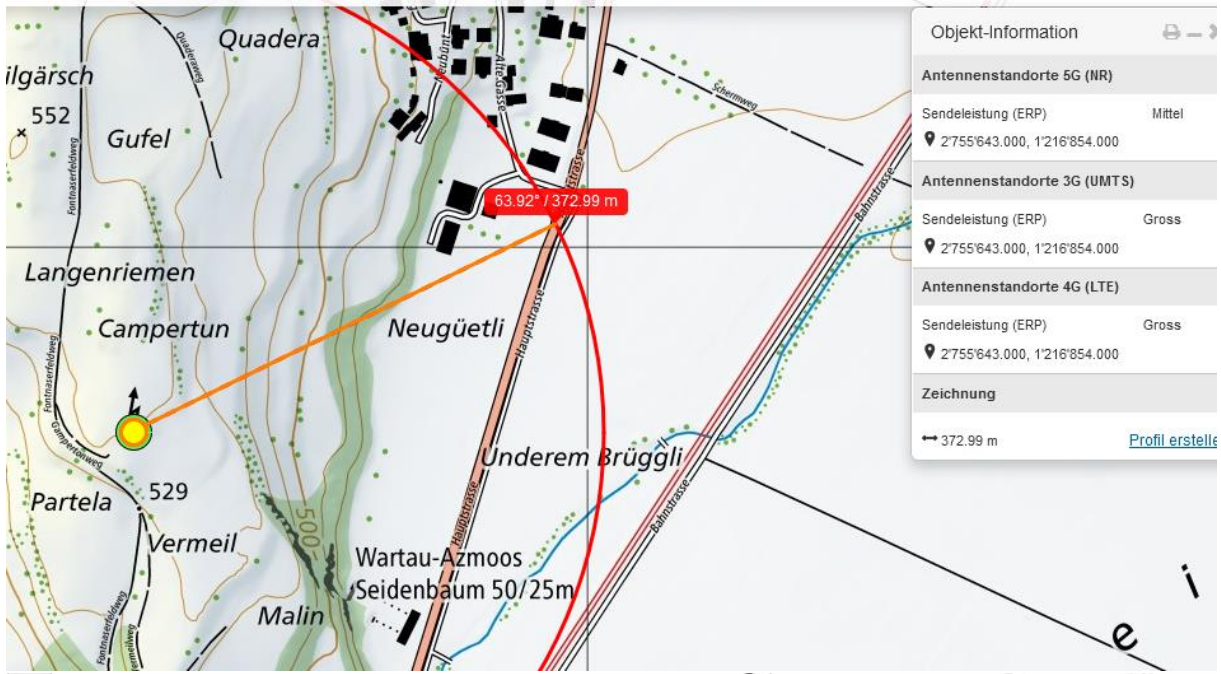 Quadera
Quaderaweg
Neubünt
Alte Gasse
ilgärsch
552
Gufel
Fontnaserfeldweg
Schermweg
Bahnstrasse
63.92° / 372.99 m
Langenriemen
Campertun
Neugüetli
Hauptstrasse
Fontnaserfeldweg
Gampertonweg
Underem Brüggli
Partela
529
Vermeil
500
Hauptstrasse
Bahnstrasse
Wartau-Azmoos
Seidenbaum 50/25m
Malin
Fontnaserfeldweg
Hauptstrasse
i
e
Objekt-Information
Antennenstandorte 5G (NR)
Sendeleistung (ERP) Mittel
2'755'643.000, 1'216'854.000
Antennenstandorte 3G (UMTS)
Sendeleistung (ERP) Gross
2'755'643.000, 1'216'854.000
Antennenstandorte 4G (LTE)
Sendeleistung (ERP) Gross
2'755'643.000, 1'216'854.000
Zeichnung
372.99 m Profil erstelle